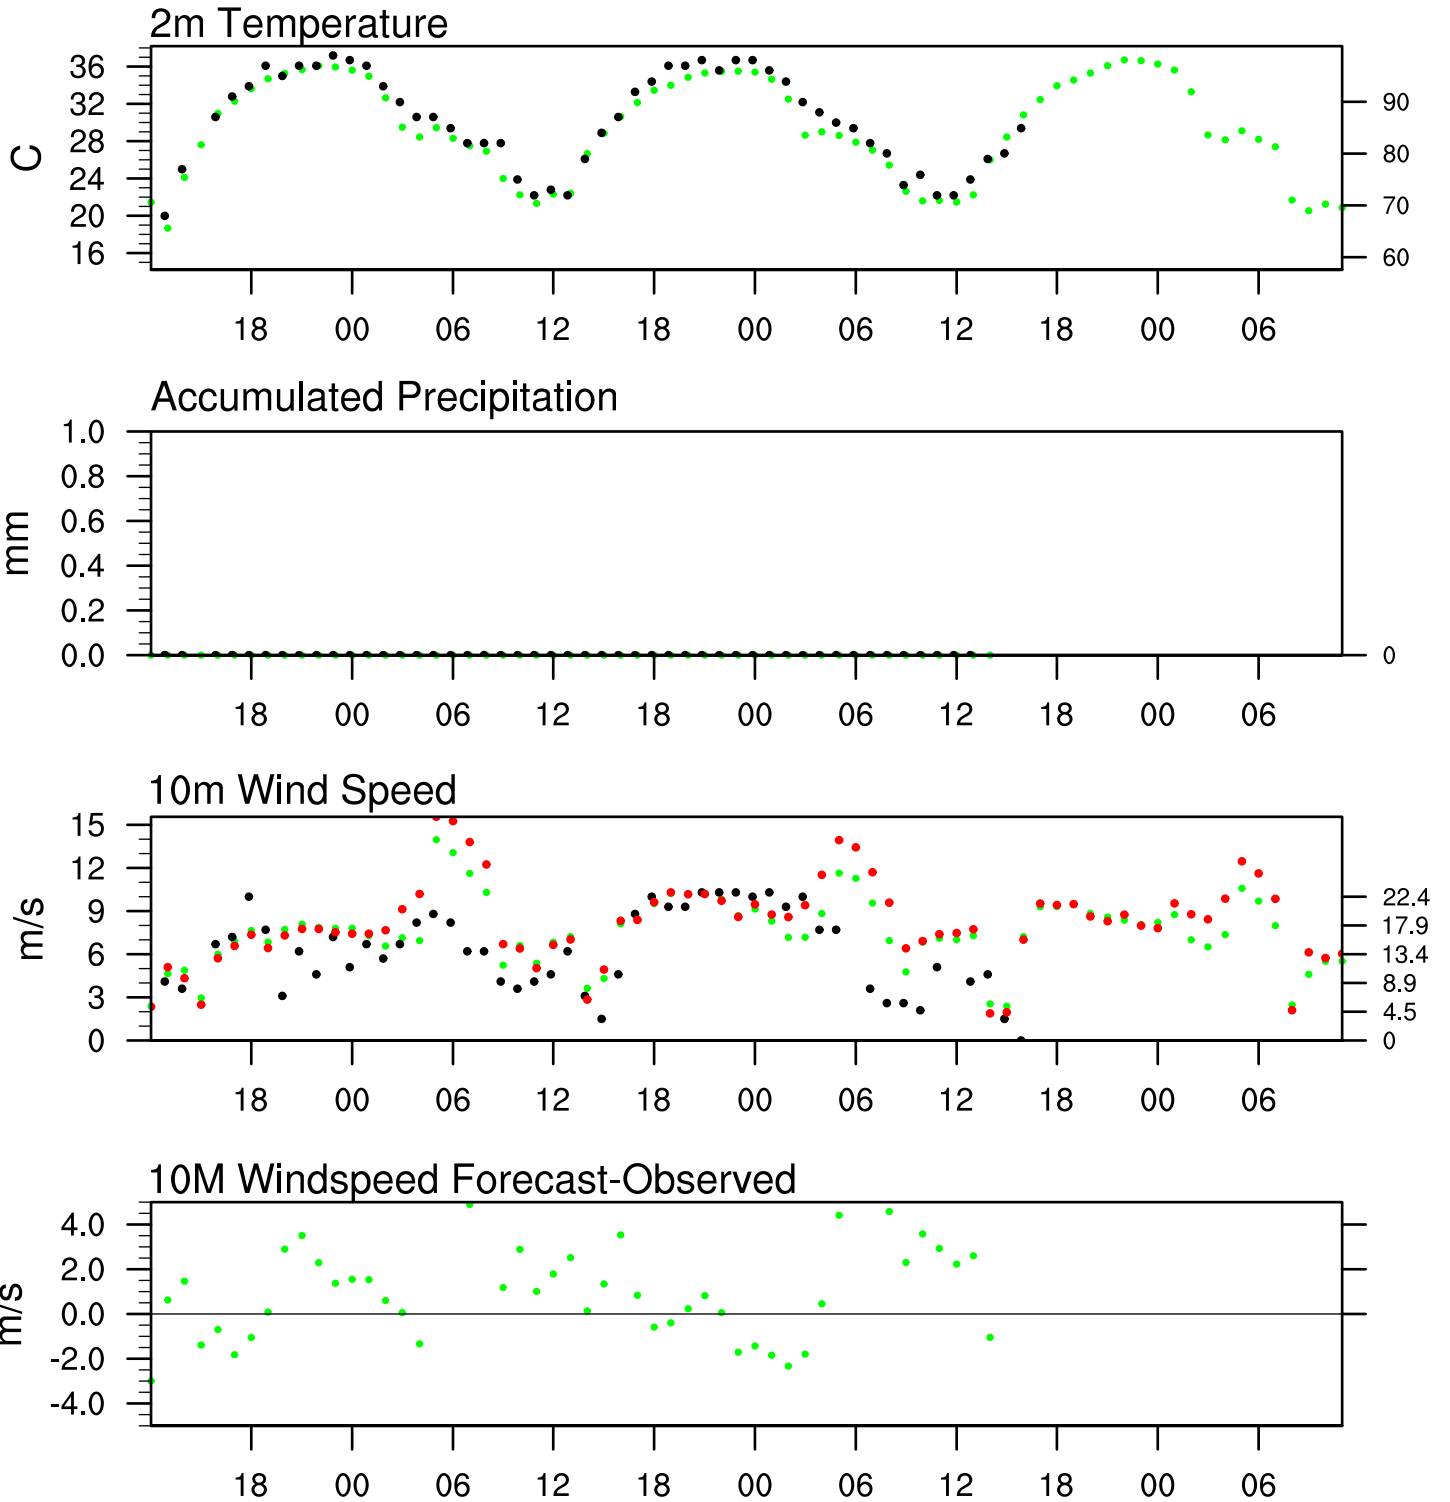 2m Temperature
36
32
28
24
20
16
C
90
80
70
60
18 00 06 12 18 00 06 12 18 00 06
Accumulated Precipitation
1.0
0.8
0.6
0.4
0.2
0.0
mm
0
18 00 06 12 18 00 06 12 18 00 06
10m Wind Speed
15
12
9
6
3
0
m/s
22.4
17.9
13.4
8.9
4.5
0
18 00 06 12 18 00 06 12 18 00 06
10M Windspeed Forecast-Observed
4.0
2.0
0.0
-2.0
-4.0
m/s
18 00 06 12 18 00 06 12 18 00 06